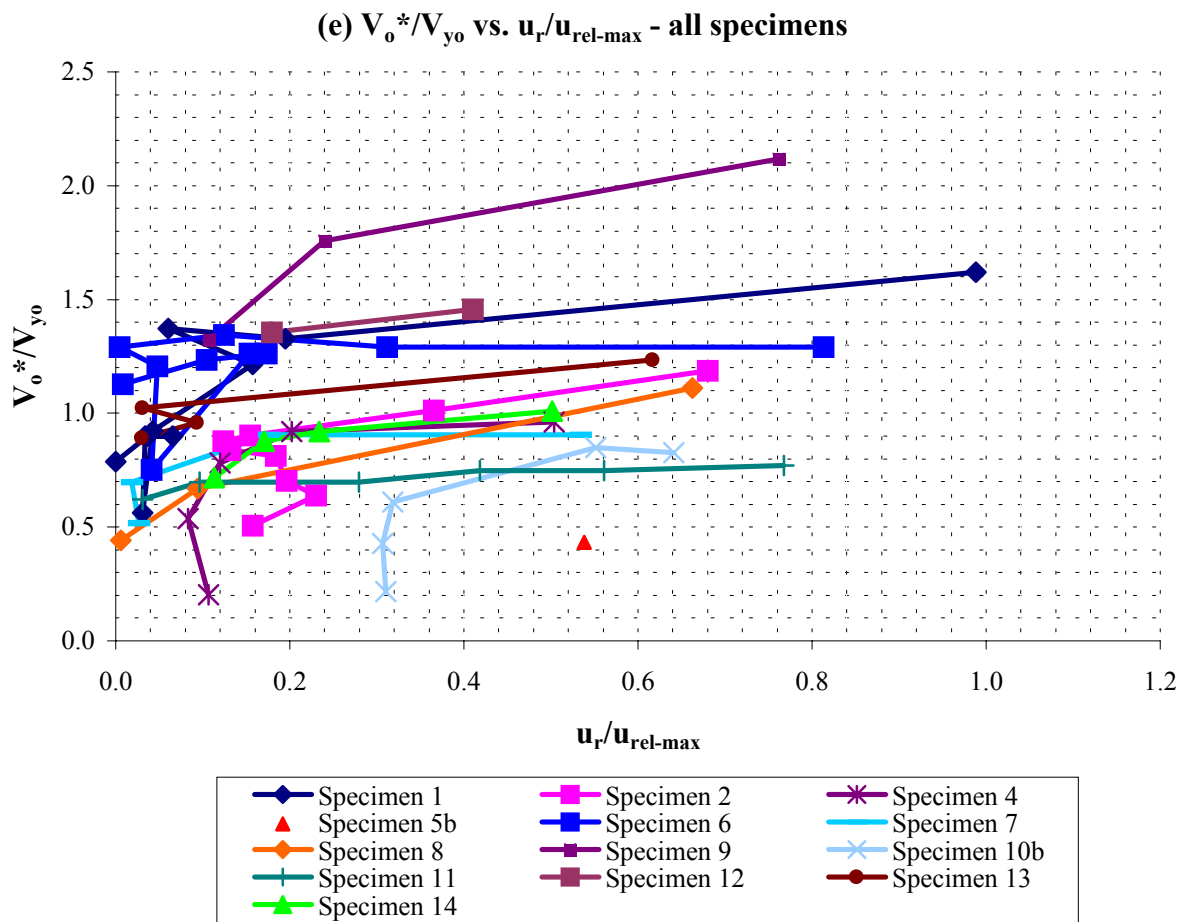 (e) Vo*/Vyo vs. ur/urel-max - all specimens
2.5
2.0
1.5
1.0
0.5
0.0
Vo*/Vyo
0.0 0.2 0.4 0.6 0.8 1.0 1.2
ur/urel-max
Specimen 1 Specimen 2 Specimen 4
Specimen 5b Specimen 6 Specimen 7
Specimen 8 Specimen 9 Specimen 10b
Specimen 11 Specimen 12 Specimen 13
Specimen 14